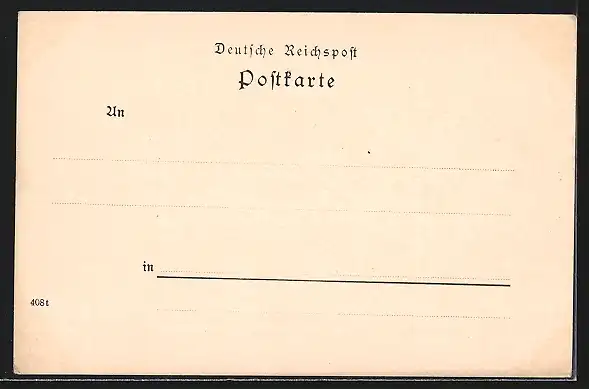 Deutſche Reichspoſt
Poſtkarte
An
in
408t